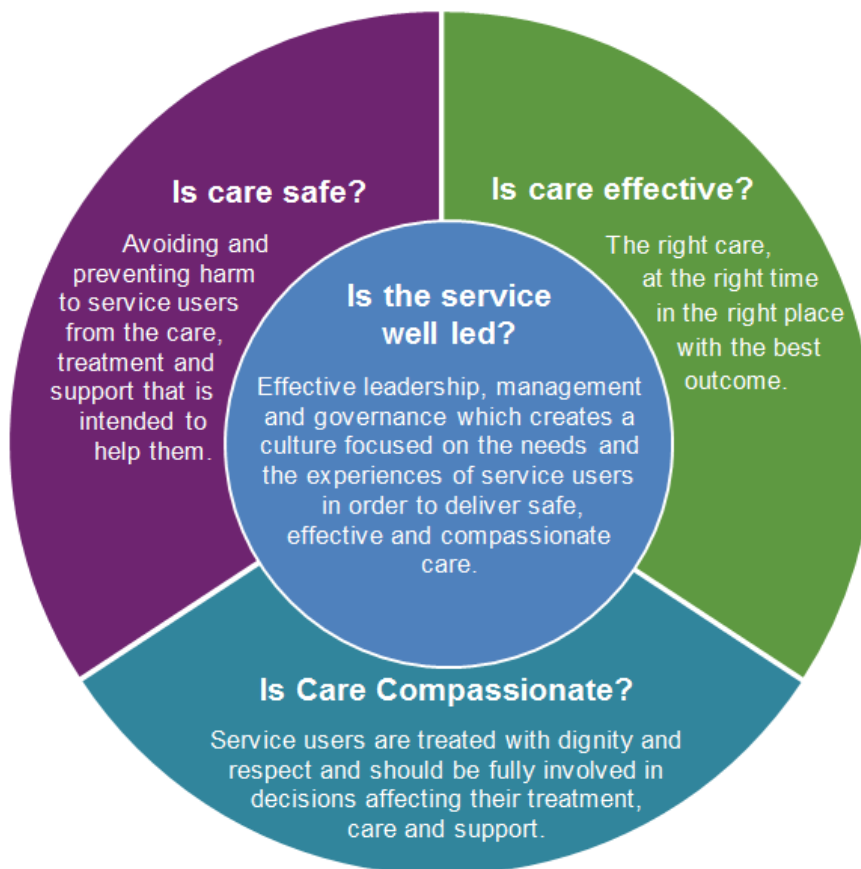 Is care safe?
Avoiding and
preventing harm
to service users
from the care,
treatment and
support that is
intended to
help them.
Is care effective?
The right care,
at the right time
in the right place
with the best
outcome.
Is the service
well led?
Effective leadership, management
and governance which creates a
culture focused on the needs and
the experiences of service users
in order to deliver safe,
effective and compassionate
care.
Is Care Compassionate?
Service users are treated with dignity and
respect and should be fully involved in
decisions affecting their treatment,
care and support.